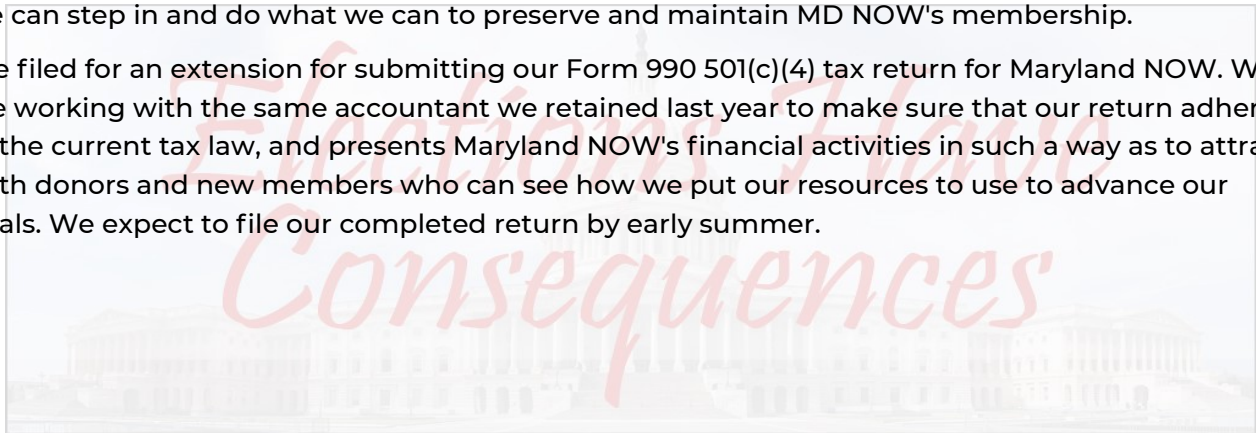 e can step in and do what we can to preserve and maintain MD NOW's membership.
e filed for an extension for submitting our Form 990 501(c)(4) tax return for Maryland NOW. W
e working with the same accountant we retained last year to make sure that our return adher
the current tax law, and presents Maryland NOW's financial activities in such a way as to attra
th donors and new members who can see how we put our resources to use to advance our
als. We expect to file our completed return by early summer.
Elections Have
Consequences